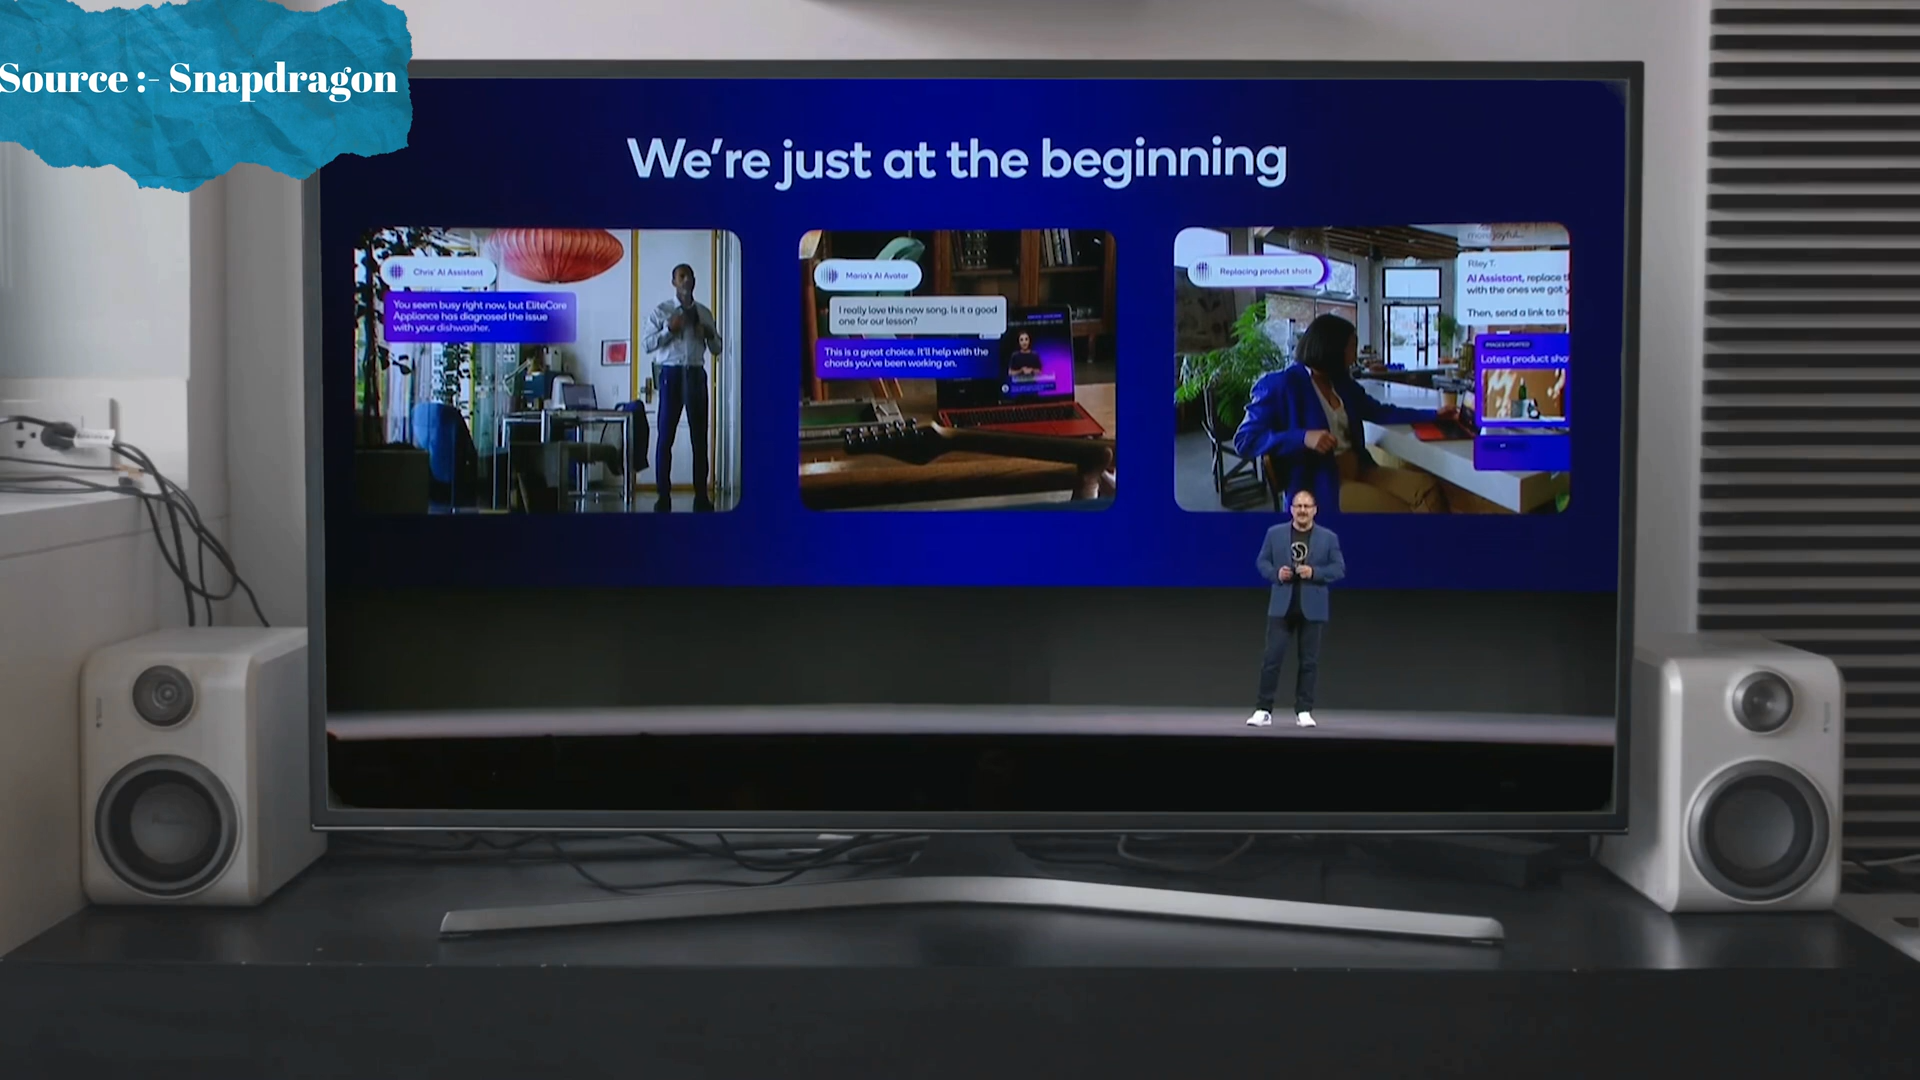 Source :- Snapdragon
We're just at the beginning
Chris' AI Assistant
You seem busy right now, but EliteCare
Appliance has diagnosed the issue
with your dishwasher.
Maria's AI Avatar
I really love this new song. Is it a good
one for our lesson?
This is a great choice. It'll help with the
chords you've been working on.
Replacing product shots
Riley T.
AI Assistant, replace t
with the ones we got y
Then, send a link to th
IMAGES UPDATED
Latest product sho